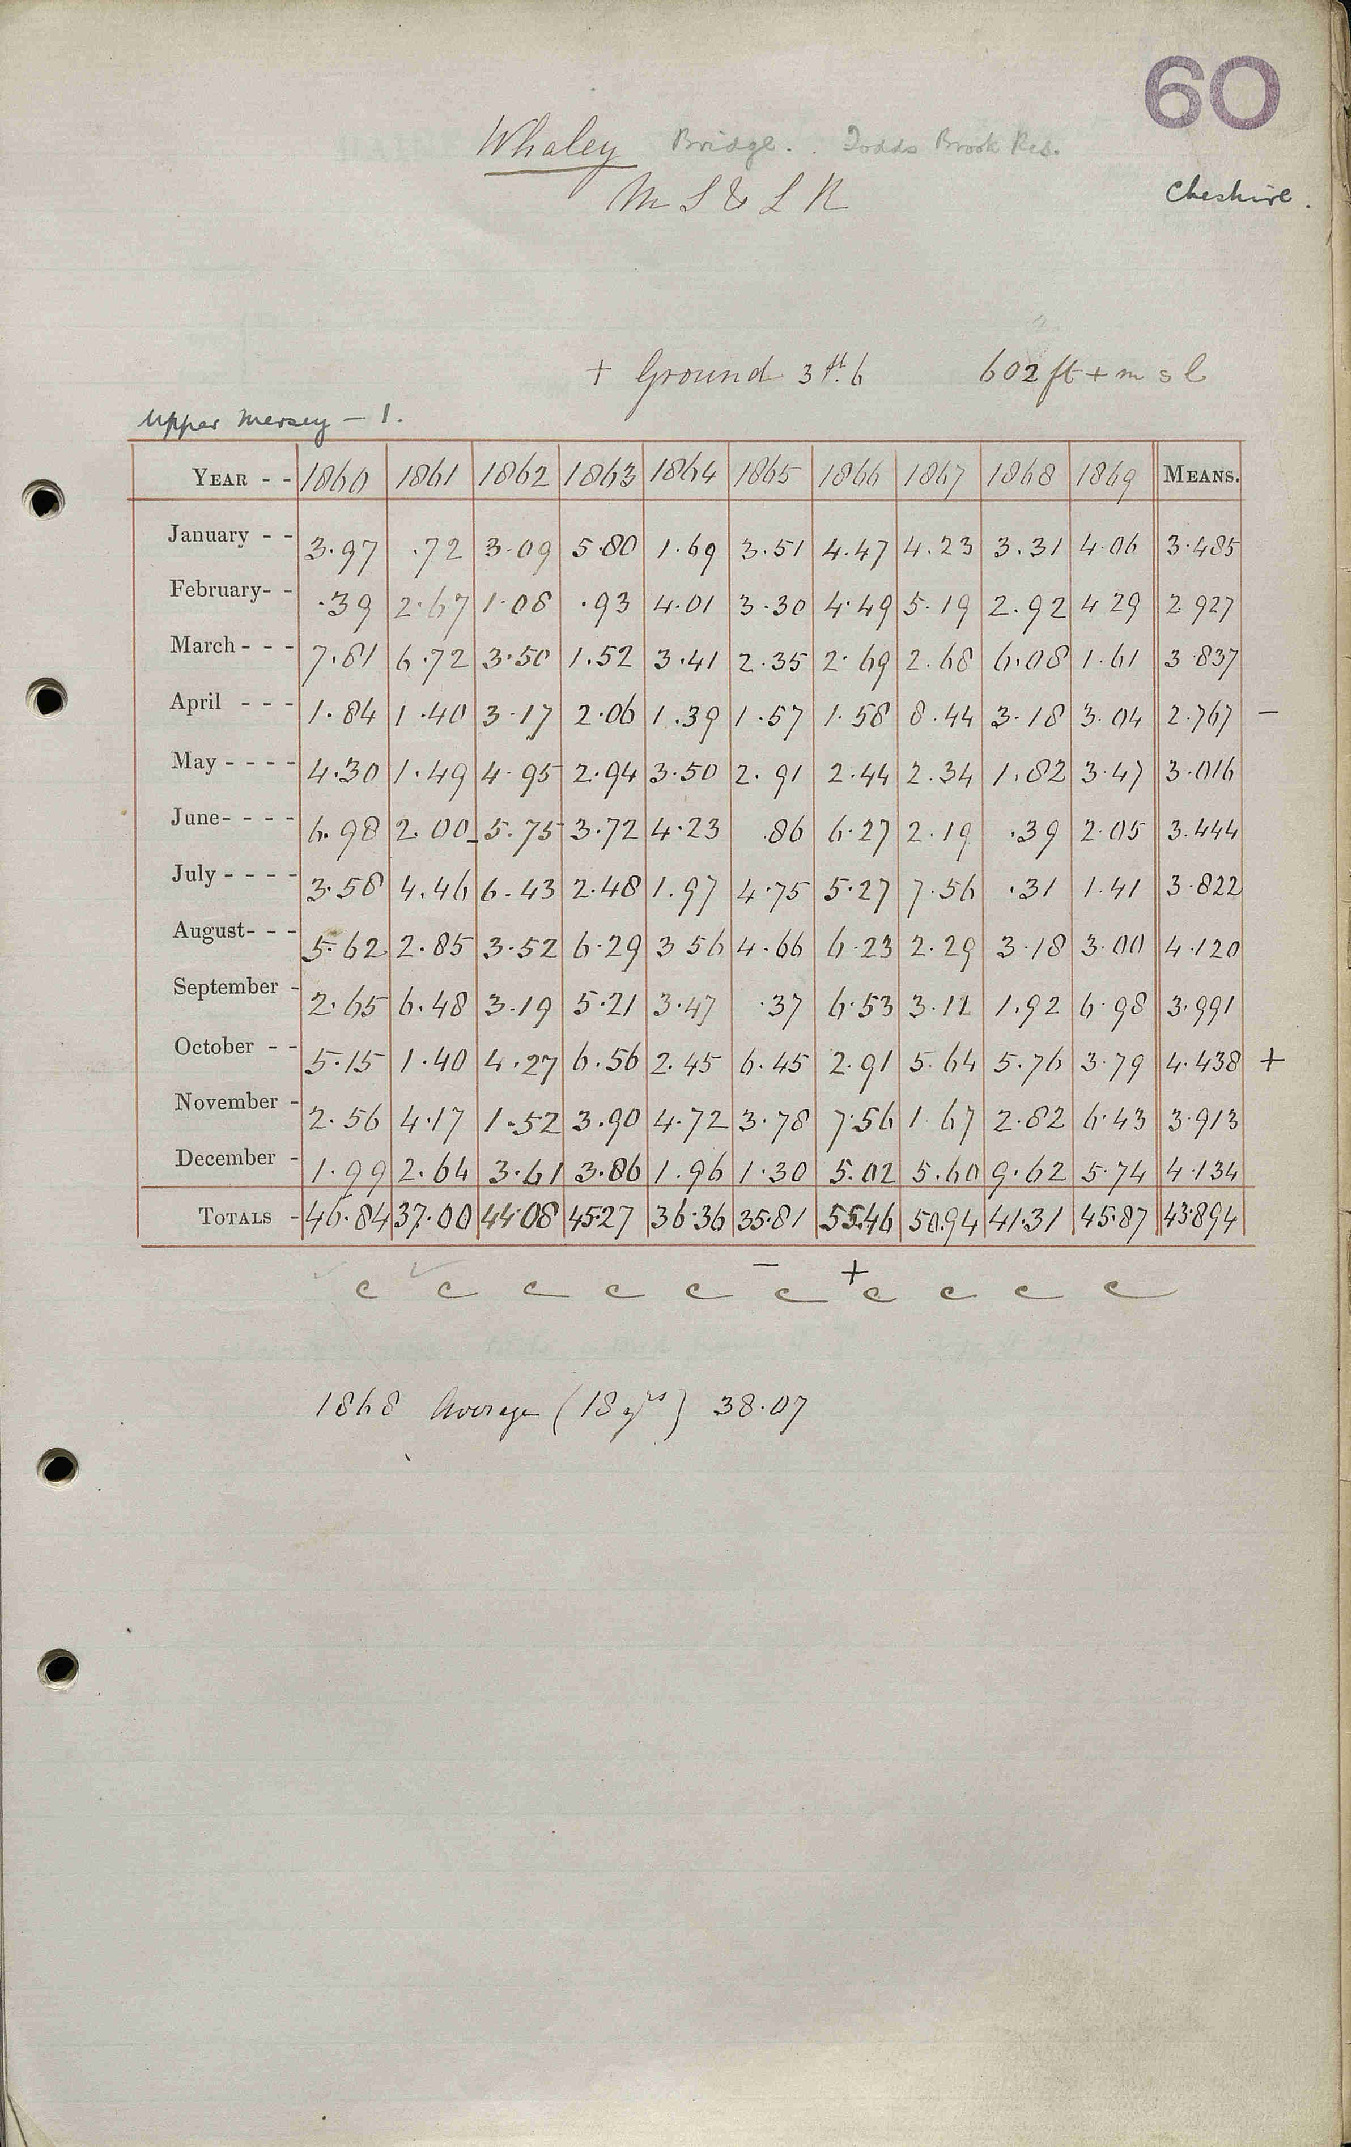 60
Whaley Bridge. Todds Brook Res.
M S & L R
Cheshire.
+ Ground 3 ft. 6 602 ft + m s l
Upper Mersey - 1.
YEAR - - 1860 1861 1862 1863 1864 1865 1866 1867 1868 1869 MEANS.
January - - 3.97 .72 3.09 5.80 1.69 3.51 4.47 4.23 3.31 4.06 3.485
February- - .39 2.67 1.08 .93 4.01 3.30 4.49 5.19 2.92 4.29 2.927
March - - - 7.81 6.72 3.50 1.52 3.41 2.35 2.69 2.68 6.08 1.61 3.837
April - - - 1.84 1.40 3.17 2.06 1.39 1.57 1.58 8.44 3.18 3.04 2.767 -
May - - - - 4.30 1.49 4.95 2.94 3.50 2.91 2.44 2.34 1.82 3.47 3.016
June- - - - 6.98 2.00 5.75 3.72 4.23 .86 6.27 2.19 .39 2.05 3.444
July - - - - 3.58 4.46 6.43 2.48 1.97 4.75 5.27 7.56 .31 1.41 3.822
August- - - 5.62 2.85 3.52 6.29 3.56 4.66 6.23 2.29 3.18 3.00 4.120
September - 2.65 6.48 3.19 5.21 3.47 .37 6.53 3.11 1.92 6.98 3.991
October - - 5.15 1.40 4.27 6.56 2.45 6.45 2.91 5.64 5.76 3.79 4.438 +
November - 2.56 4.17 1.52 3.90 4.72 3.78 7.56 1.67 2.82 6.43 3.913
December - 1.99 2.64 3.61 3.86 1.96 1.30 5.02 5.60 9.62 5.74 4.134
TOTALS - 46.84 37.00 44.08 45.27 36.36 35.81 55.46 50.94 41.31 45.87 43.894
- +
c c c c c c c c c c
1868 Average (18 yrs) 38.07